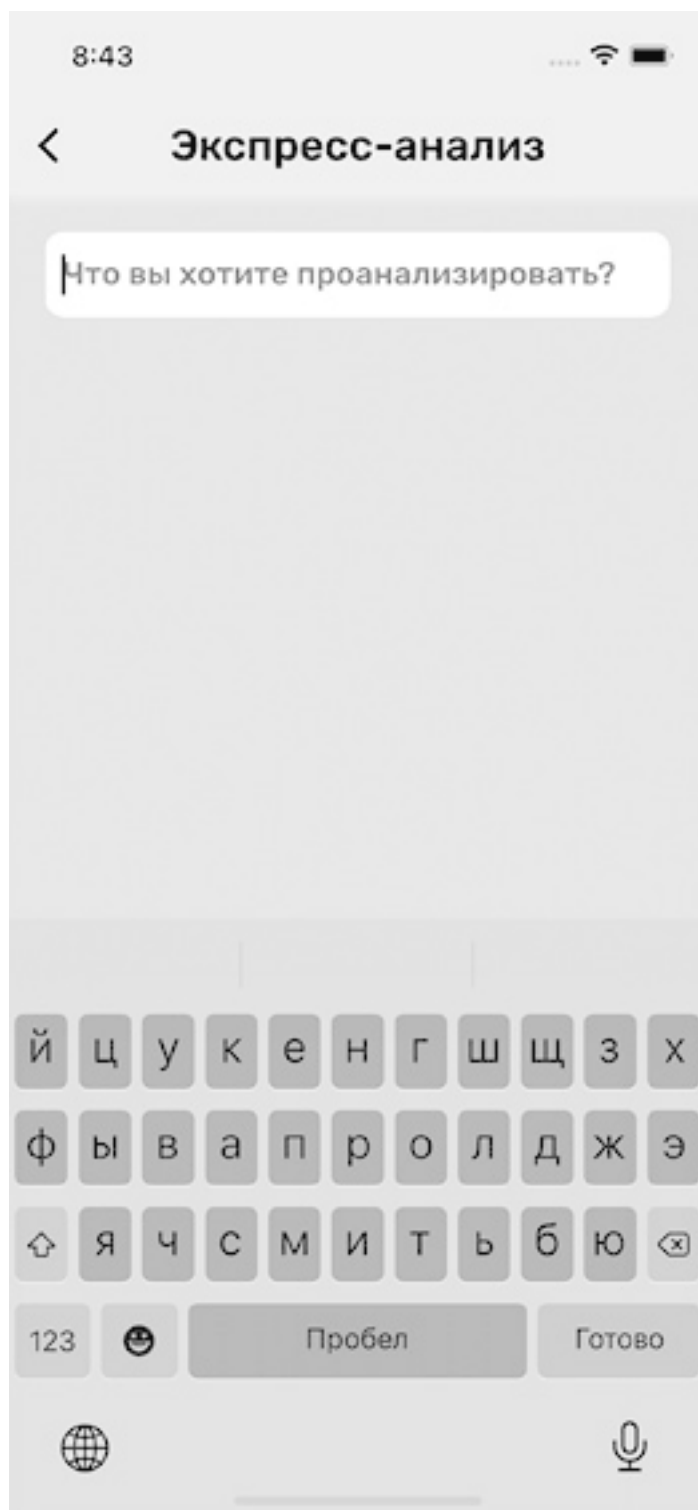 8:43
Экспресс-анализ
Что вы хотите проанализировать?
й ц у к е н г ш щ з х
ф ы в а п р о л д ж э
я ч с м и т ь б ю
123 Пробел Готово